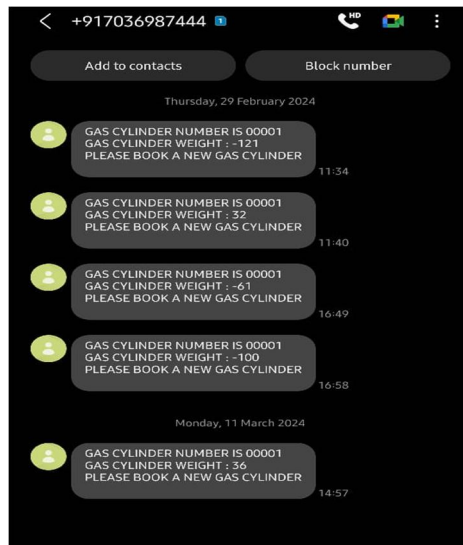 +917036987444 1
HD
Add to contacts Block number
Thursday, 29 February 2024
GAS CYLINDER NUMBER IS 00001
GAS CYLINDER WEIGHT : -121
PLEASE BOOK A NEW GAS CYLINDER
11:34
GAS CYLINDER NUMBER IS 00001
GAS CYLINDER WEIGHT : 32
PLEASE BOOK A NEW GAS CYLINDER
11:40
GAS CYLINDER NUMBER IS 00001
GAS CYLINDER WEIGHT : -61
PLEASE BOOK A NEW GAS CYLINDER
16:49
GAS CYLINDER NUMBER IS 00001
GAS CYLINDER WEIGHT : -100
PLEASE BOOK A NEW GAS CYLINDER
16:58
Monday, 11 March 2024
GAS CYLINDER NUMBER IS 00001
GAS CYLINDER WEIGHT : 36
PLEASE BOOK A NEW GAS CYLINDER
14:57